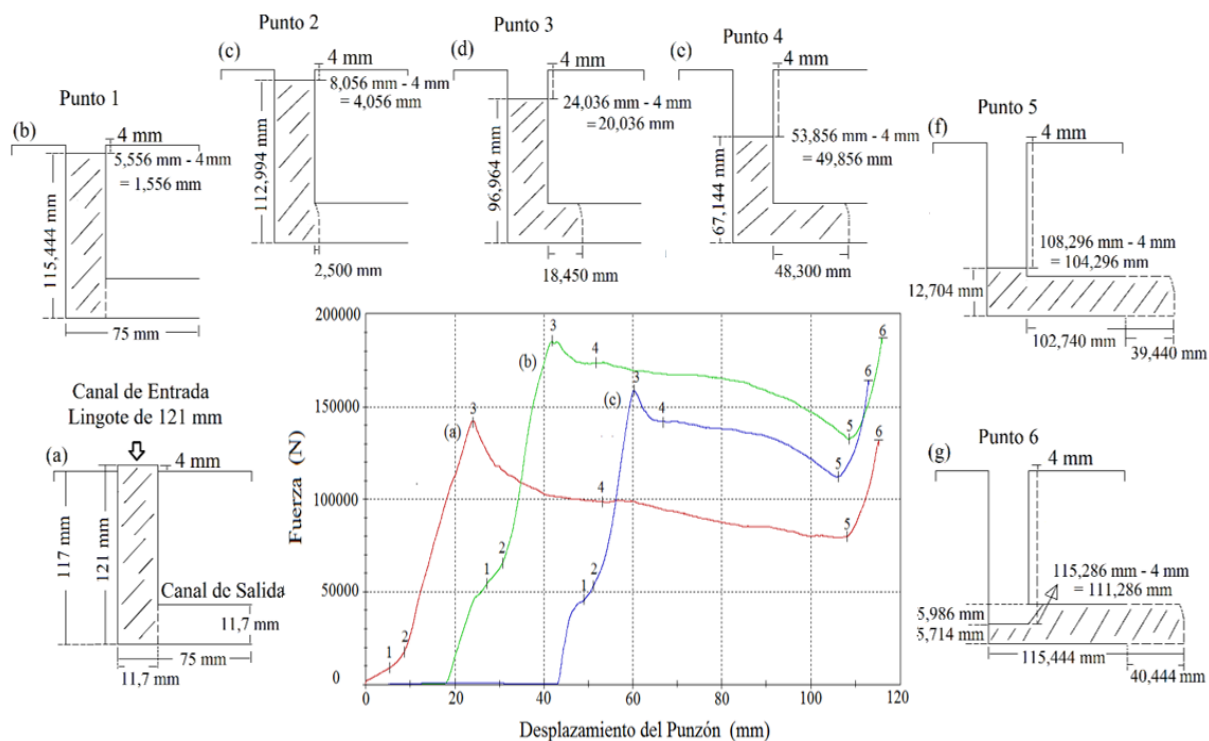 Punto 1
(b)
4 mm
5,556 mm - 4 mm
= 1,556 mm
115,444 mm
75 mm
Punto 2
(c)
4 mm
8,056 mm - 4 mm
= 4,056 mm
112,994 mm
2,500 mm
Punto 3
(d)
4 mm
24,036 mm - 4 mm
=20,036 mm
96,964 mm
18,450 mm
Punto 4
(e)
4 mm
53,856 mm - 4 mm
= 49,856 mm
67,144 mm
48,300 mm
Punto 5
(f)
4 mm
108,296 mm - 4 mm
= 104,296 mm
12,704 mm
102,740 mm
39,440 mm
Canal de Entrada
Lingote de 121 mm
(a)
4 mm
117 mm
121 mm
Canal de Salida
11,7 mm
75 mm
11,7 mm
200000
150000
100000
50000
0
Fuerza (N)
(a)
1
2
3
4
5
6
(b)
1
2
3
4
5
6
(c)
1
2
3
4
5
6
0
20
40
60
80
100
120
Desplazamiento del Punzón (mm)
Punto 6
(g)
4 mm
115,286 mm - 4 mm
= 111,286 mm
5,986
5,714 mm
115,444 mm
40,444 mm